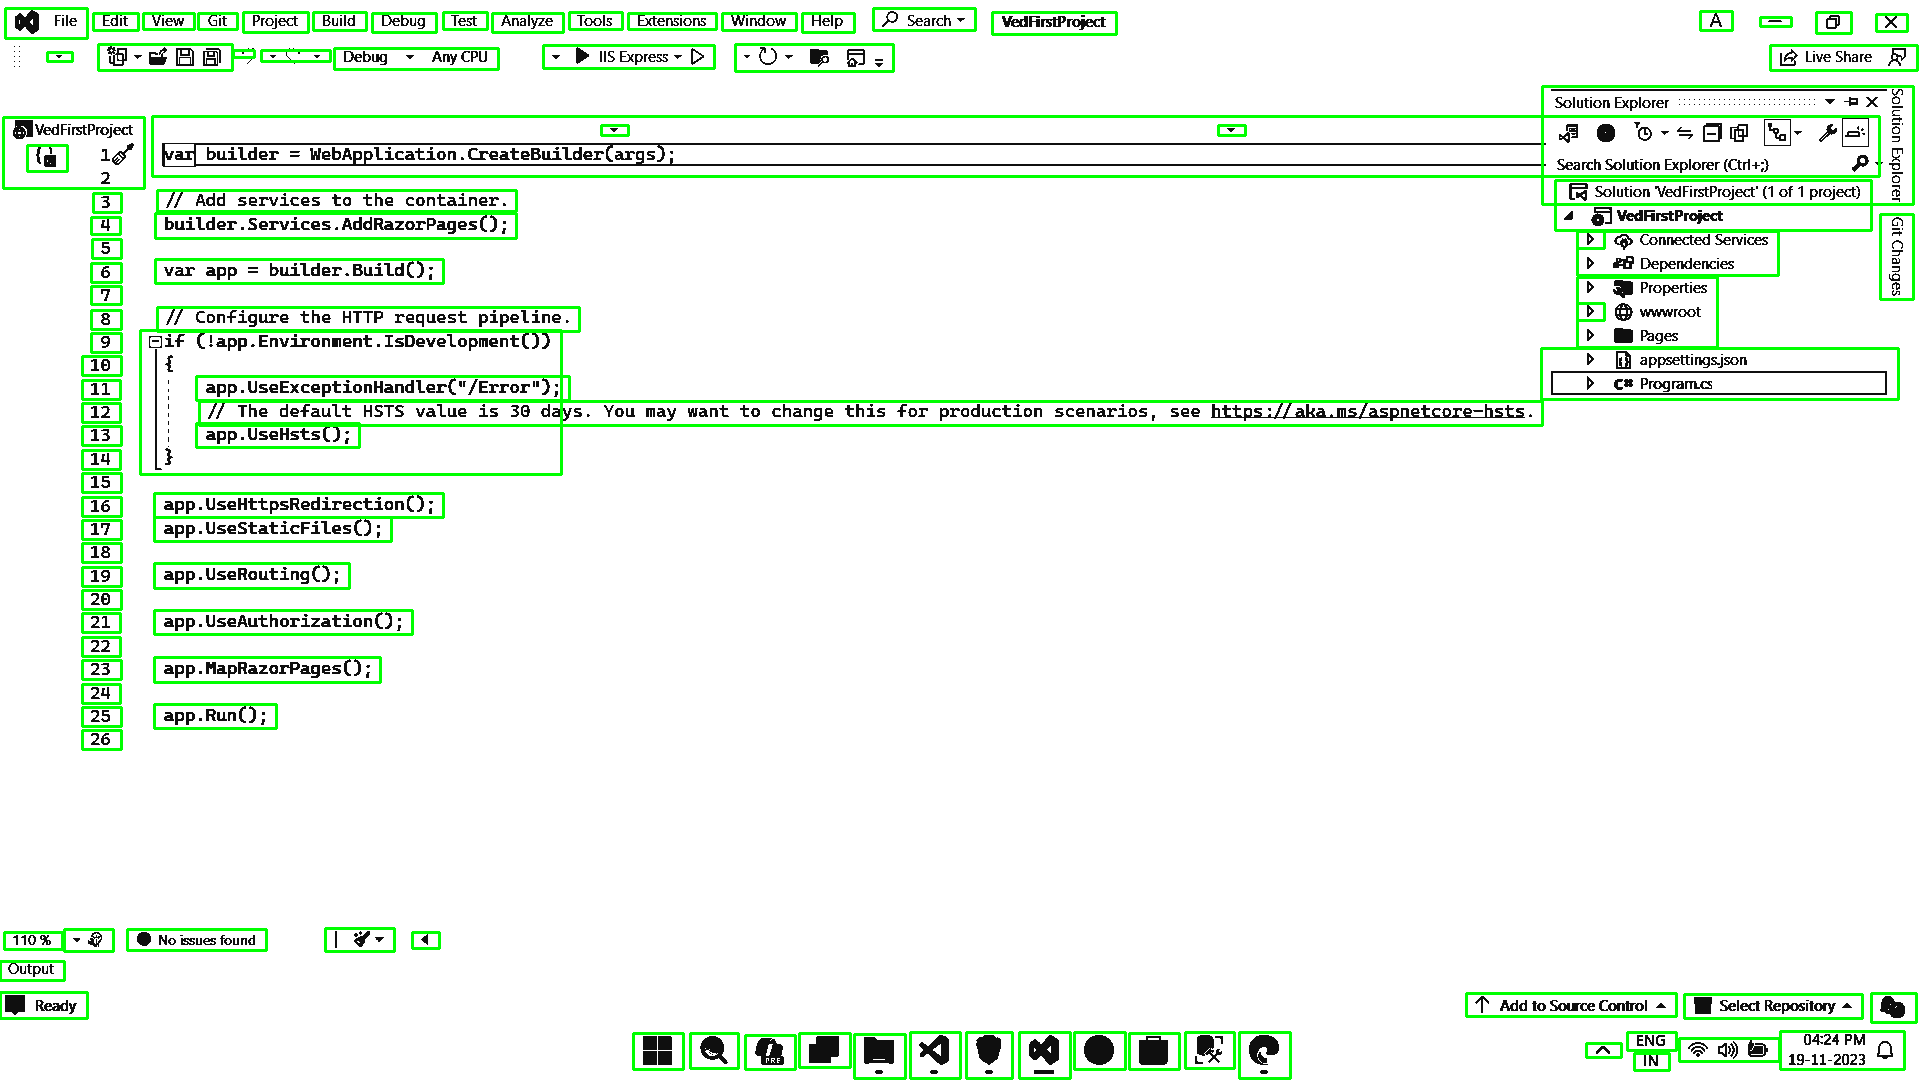 File Edit View Git Project Build Debug Test Analyze Tools Extensions Window Help Search VedFirstProject A
Debug Any CPU IIS Express Live Share
VedFirstProject
1 var builder = WebApplication.CreateBuilder(args);
2
3 // Add services to the container.
4 builder.Services.AddRazorPages();
5
6 var app = builder.Build();
7
8 // Configure the HTTP request pipeline.
9 if (!app.Environment.IsDevelopment())
10 {
11 app.UseExceptionHandler("/Error");
12 // The default HSTS value is 30 days. You may want to change this for production scenarios, see https://aka.ms/aspnetcore-hsts.
13 app.UseHsts();
14 }
15
16 app.UseHttpsRedirection();
17 app.UseStaticFiles();
18
19 app.UseRouting();
20
21 app.UseAuthorization();
22
23 app.MapRazorPages();
24
25 app.Run();
26
Solution Explorer
Search Solution Explorer (Ctrl+;)
Solution 'VedFirstProject' (1 of 1 project)
VedFirstProject
Connected Services
Dependencies
Properties
wwwroot
Pages
appsettings.json
C# Program.cs
Solution Explorer
Git Changes
110 % No issues found
Output
Ready Add to Source Control Select Repository
PRE
ENG
IN
04:24 PM
19-11-2023